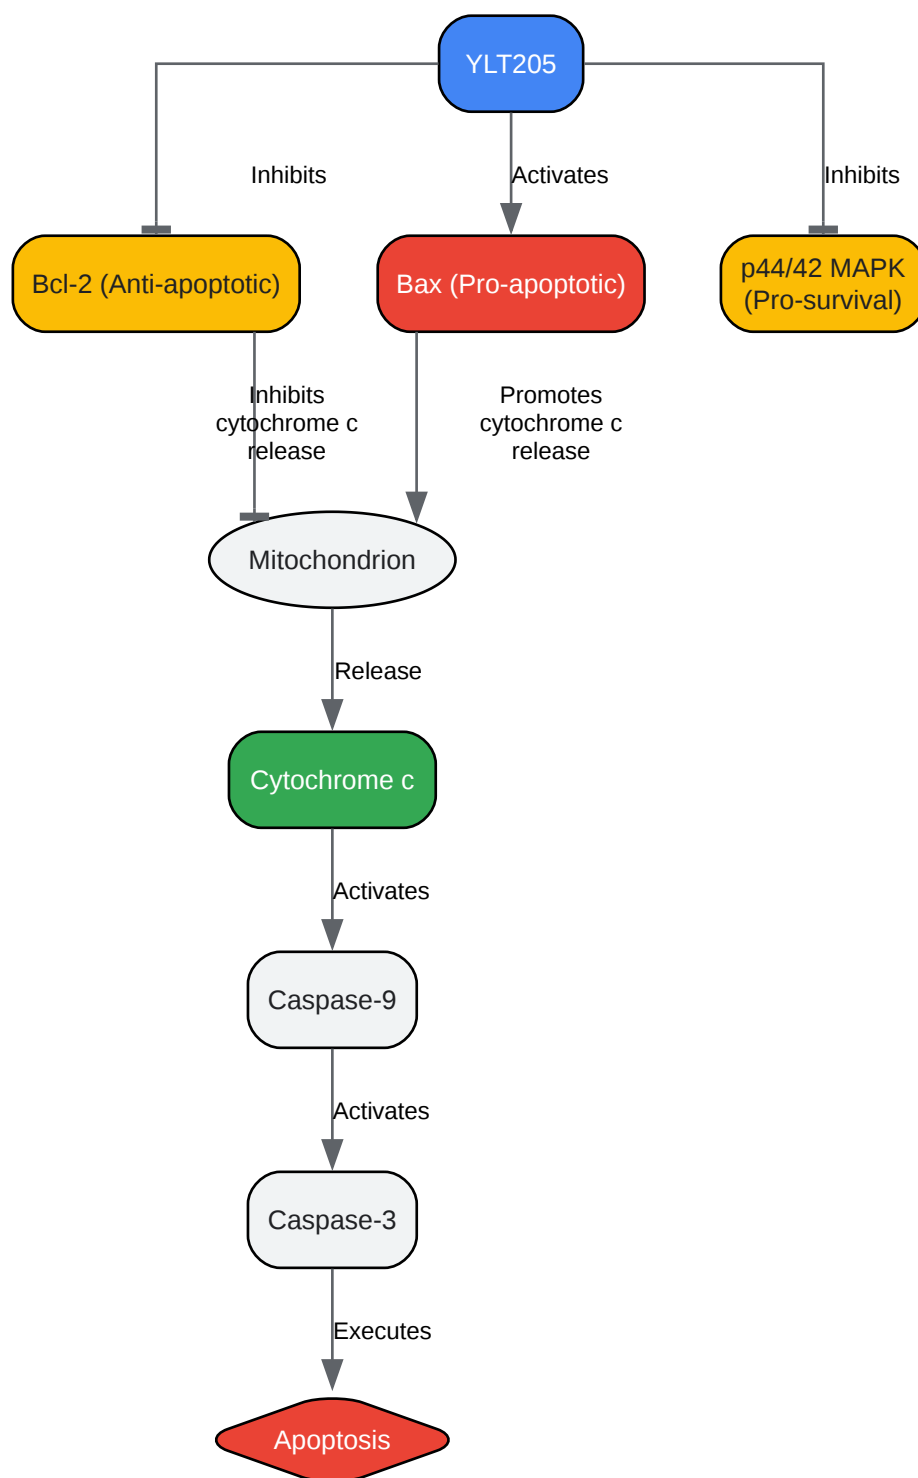 YLT205
Inhibits
Activates
Inhibits
Bcl-2 (Anti-apoptotic)
Bax (Pro-apoptotic)
p44/42 MAPK
(Pro-survival)
Inhibits
cytochrome c
release
Promotes
cytochrome c
release
Mitochondrion
Release
Cytochrome c
Activates
Caspase-9
Activates
Caspase-3
Executes
Apoptosis